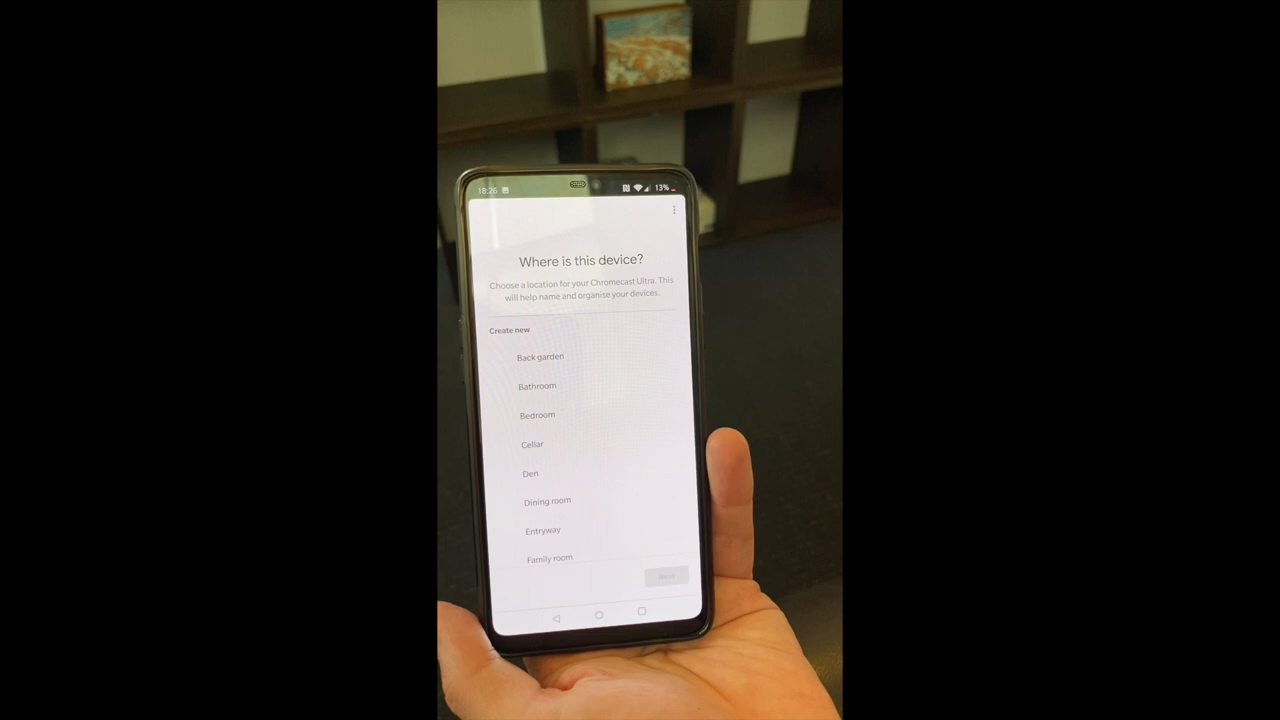 18:26 13%
Where is this device?
Choose a location for your Chromecast Ultra. This
will help name and organise your devices.
Create new
Back garden
Bathroom
Bedroom
Cellar
Den
Dining room
Entryway
Family room
Next